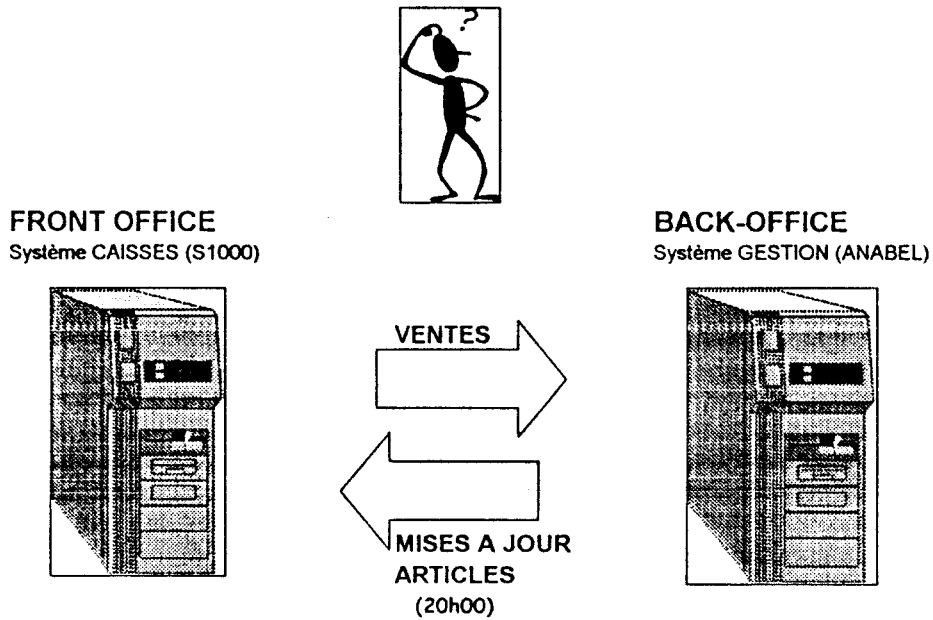 ?
FRONT OFFICE
Système CAISSES (S1000)
BACK-OFFICE
Système GESTION (ANABEL)
VENTES
MISES A JOUR
ARTICLES
(20h00)